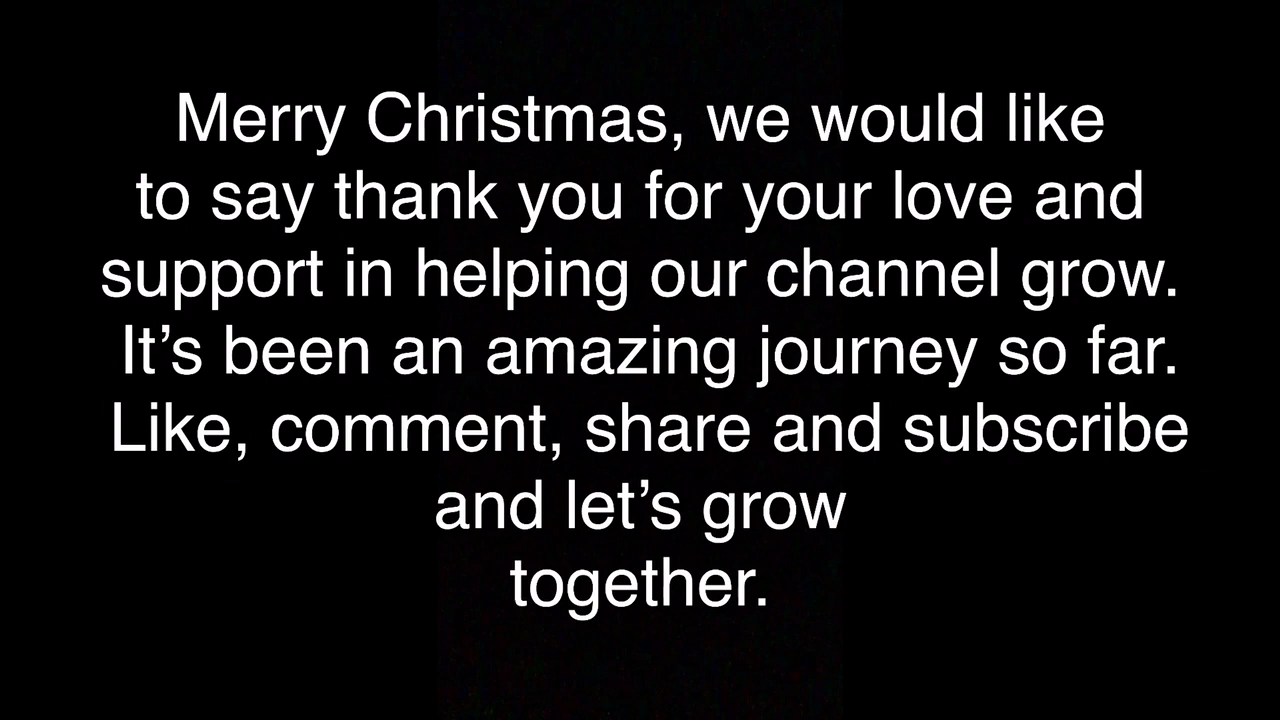 Merry Christmas, we would like
to say thank you for your love and
support in helping our channel grow.
It’s been an amazing journey so far.
Like, comment, share and subscribe
and let’s grow
together.